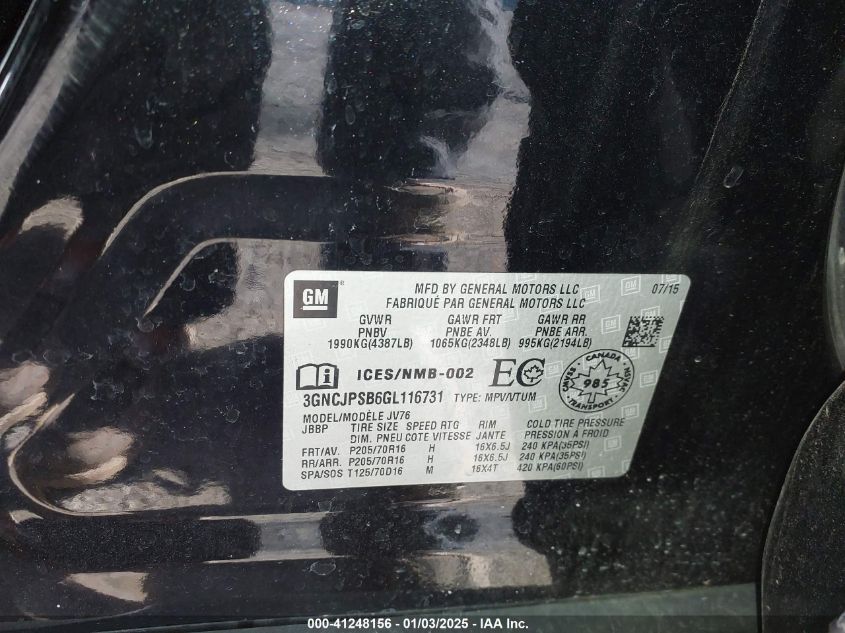 GM ®
MFD BY GENERAL MOTORS LLC 07/15
FABRIQUÉ PAR GENERAL MOTORS LLC
GVWR GAWR FRT GAWR RR
PNBV PNBE AV. PNBE ARR.
1990KG(4387LB) 1065KG(2348LB) 995KG(2194LB)
ICES/NMB-002 EC
CANADA
985
TRANSPORT
3GNCJPSB6GL116731 TYPE: MPV/VTUM
MODEL/MODÈLE JV76
JBBP TIRE SIZE SPEED RTG RIM COLD TIRE PRESSURE
DIM. PNEU COTE VITESSE JANTE PRESSION À FROID
FRT/AV. P205/70R16 H 16X6.5J 240 KPA(35PSI)
RR/ARR. P205/70R16 H 16X6.5J 240 KPA(35PSI)
SPA/SOS T125/70D16 M 16X4T 420 KPA(60PSI)
000-41248156 - 01/03/2025 - IAA Inc.